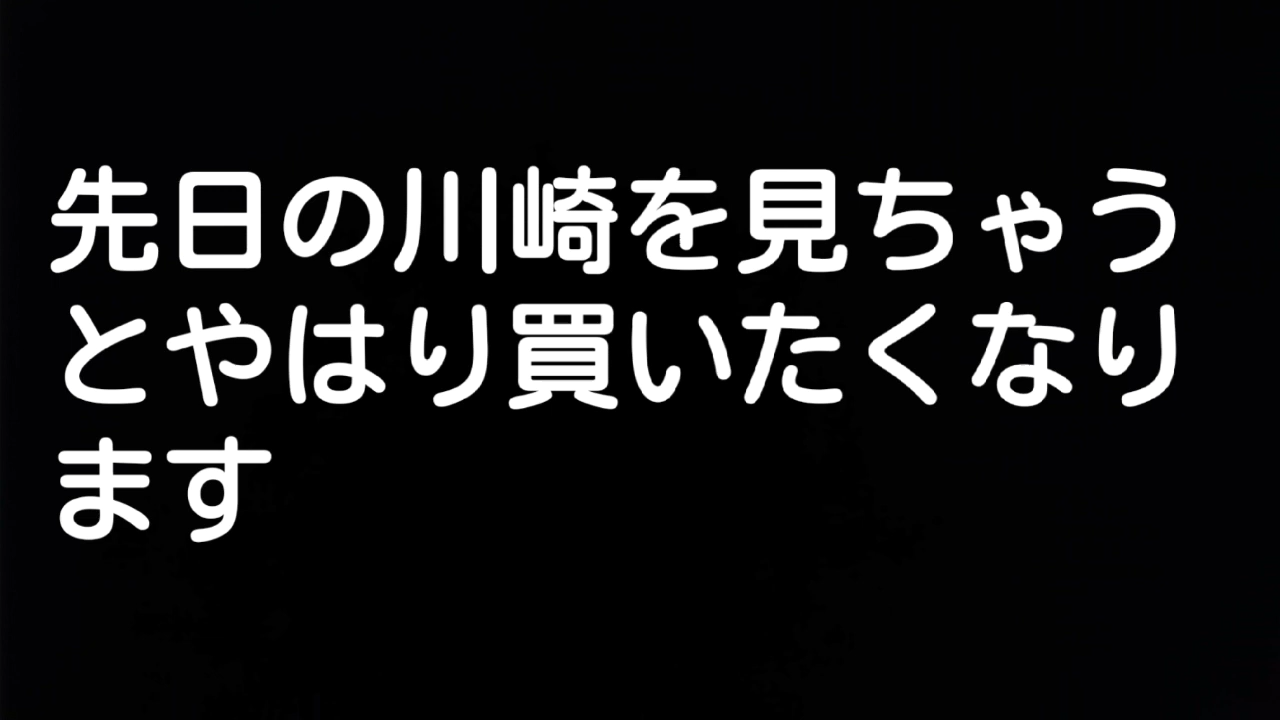 先日の川崎を見ちゃう
とやはり買いたくなり
ます